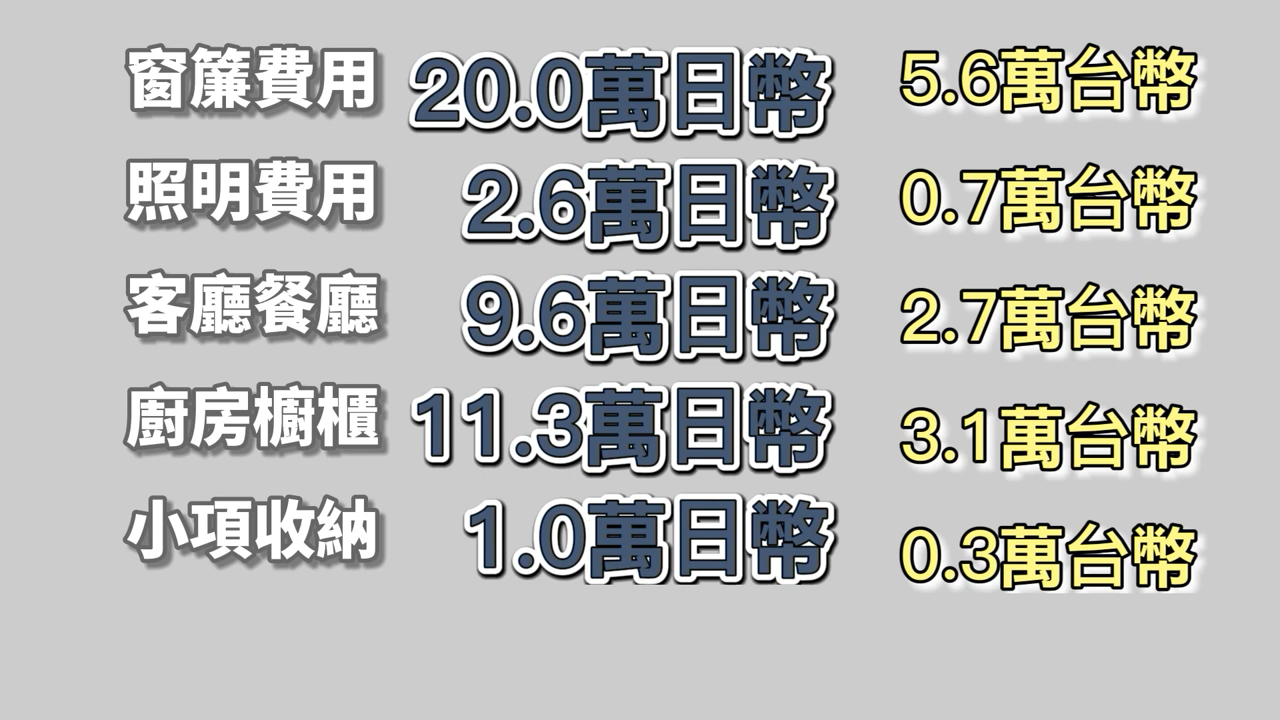 窗簾費用 20.0萬日幣 5.6萬台幣
照明費用 2.6萬日幣 0.7萬台幣
客廳餐廳 9.6萬日幣 2.7萬台幣
廚房櫥櫃 11.3萬日幣 3.1萬台幣
小項收納 1.0萬日幣 0.3萬台幣